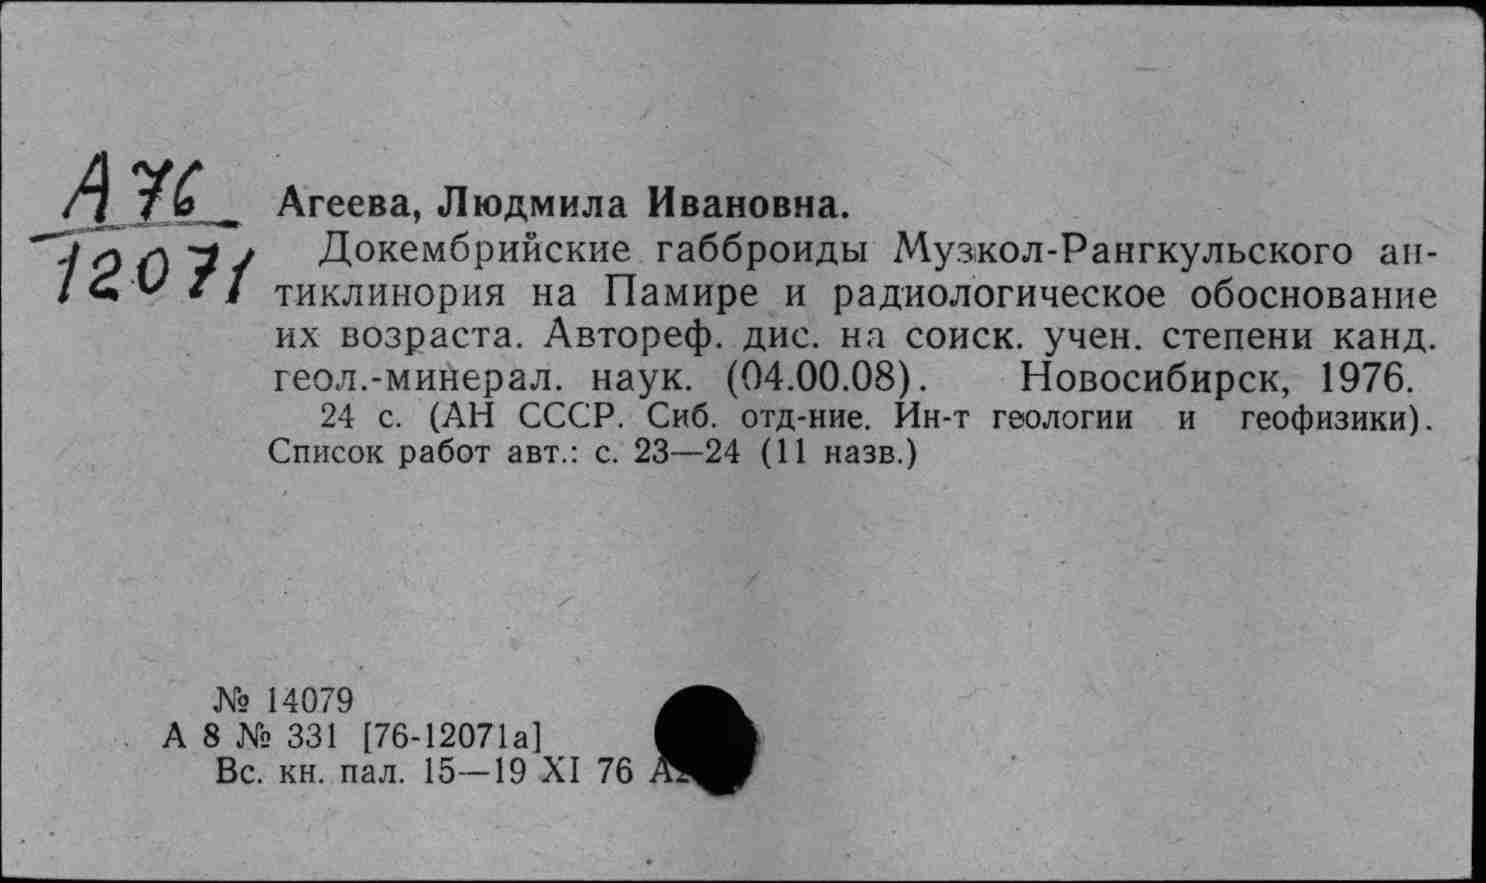 А76
12071
Агеева, Людмила Ивановна.
Докембрийские габброиды Музкол-Рангкульского ан-
тиклинория на Памире и радиологическое обоснование
их возраста. Автореф. дис. на соиск. учен. степени канд.
геол.-минерал. наук. (04.00.08). Новосибирск, 1976.
24 с. (АН СССР. Сиб. отд-ние. Ин-т геологии и геофизики).
Список работ авт.: с. 23—24 (11 назв.)
№ 14079
А 8 № 331 [76-12071а]
Вс. кн. пал. 15—19 XI 76